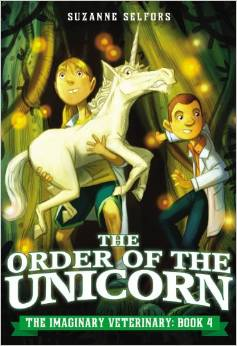 SUZANNE SELFORS
THE
ORDER OF THE
UNICORN
THE IMAGINARY VETERINARY: BOOK 4